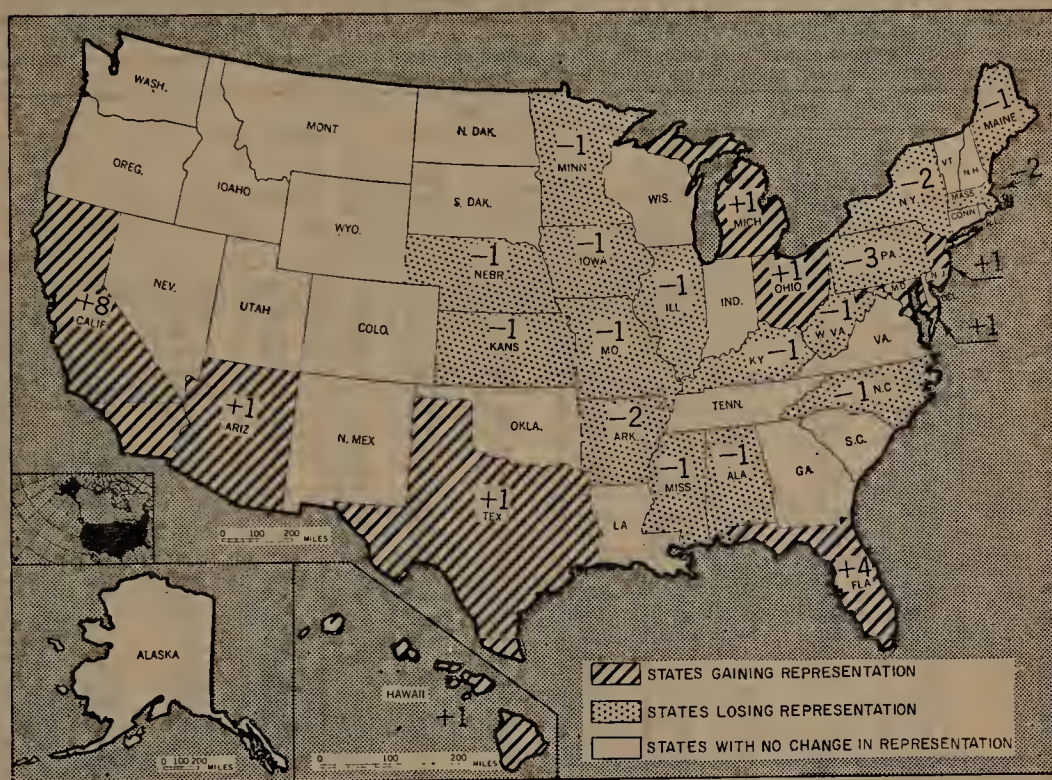 WASH.
MONT
N. DAK.
-1
MINN
-1
MAINE
OREG.
IDAHO
S. DAK.
WIS.
+1
MICH
-2
N.Y.
VT
N H
MASS
-2
CONN
WYO.
-1
NEBR
-1
IOWA
-1
ILL
IND.
+1
OHIO
-3 PA
N J
+1
MD
DEL
+1
+8
CALIF
NEV.
UTAH
COLO.
-1
KANS
-1
MO.
KY -1
-1
W VA
VA.
+1
ARIZ
N. MEX
OKLA.
-2
ARK
TENN.
-1 N.C
S.C.
+1
TEX
LA
-1
MISS
-1
ALA
GA.
+4
FLA
0 100 200
MILES
ALASKA
0 100 200
MILES
HAWAII
+1
0 100 200
MILES
STATES GAINING REPRESENTATION
STATES LOSING REPRESENTATION
STATES WITH NO CHANGE IN REPRESENTATION